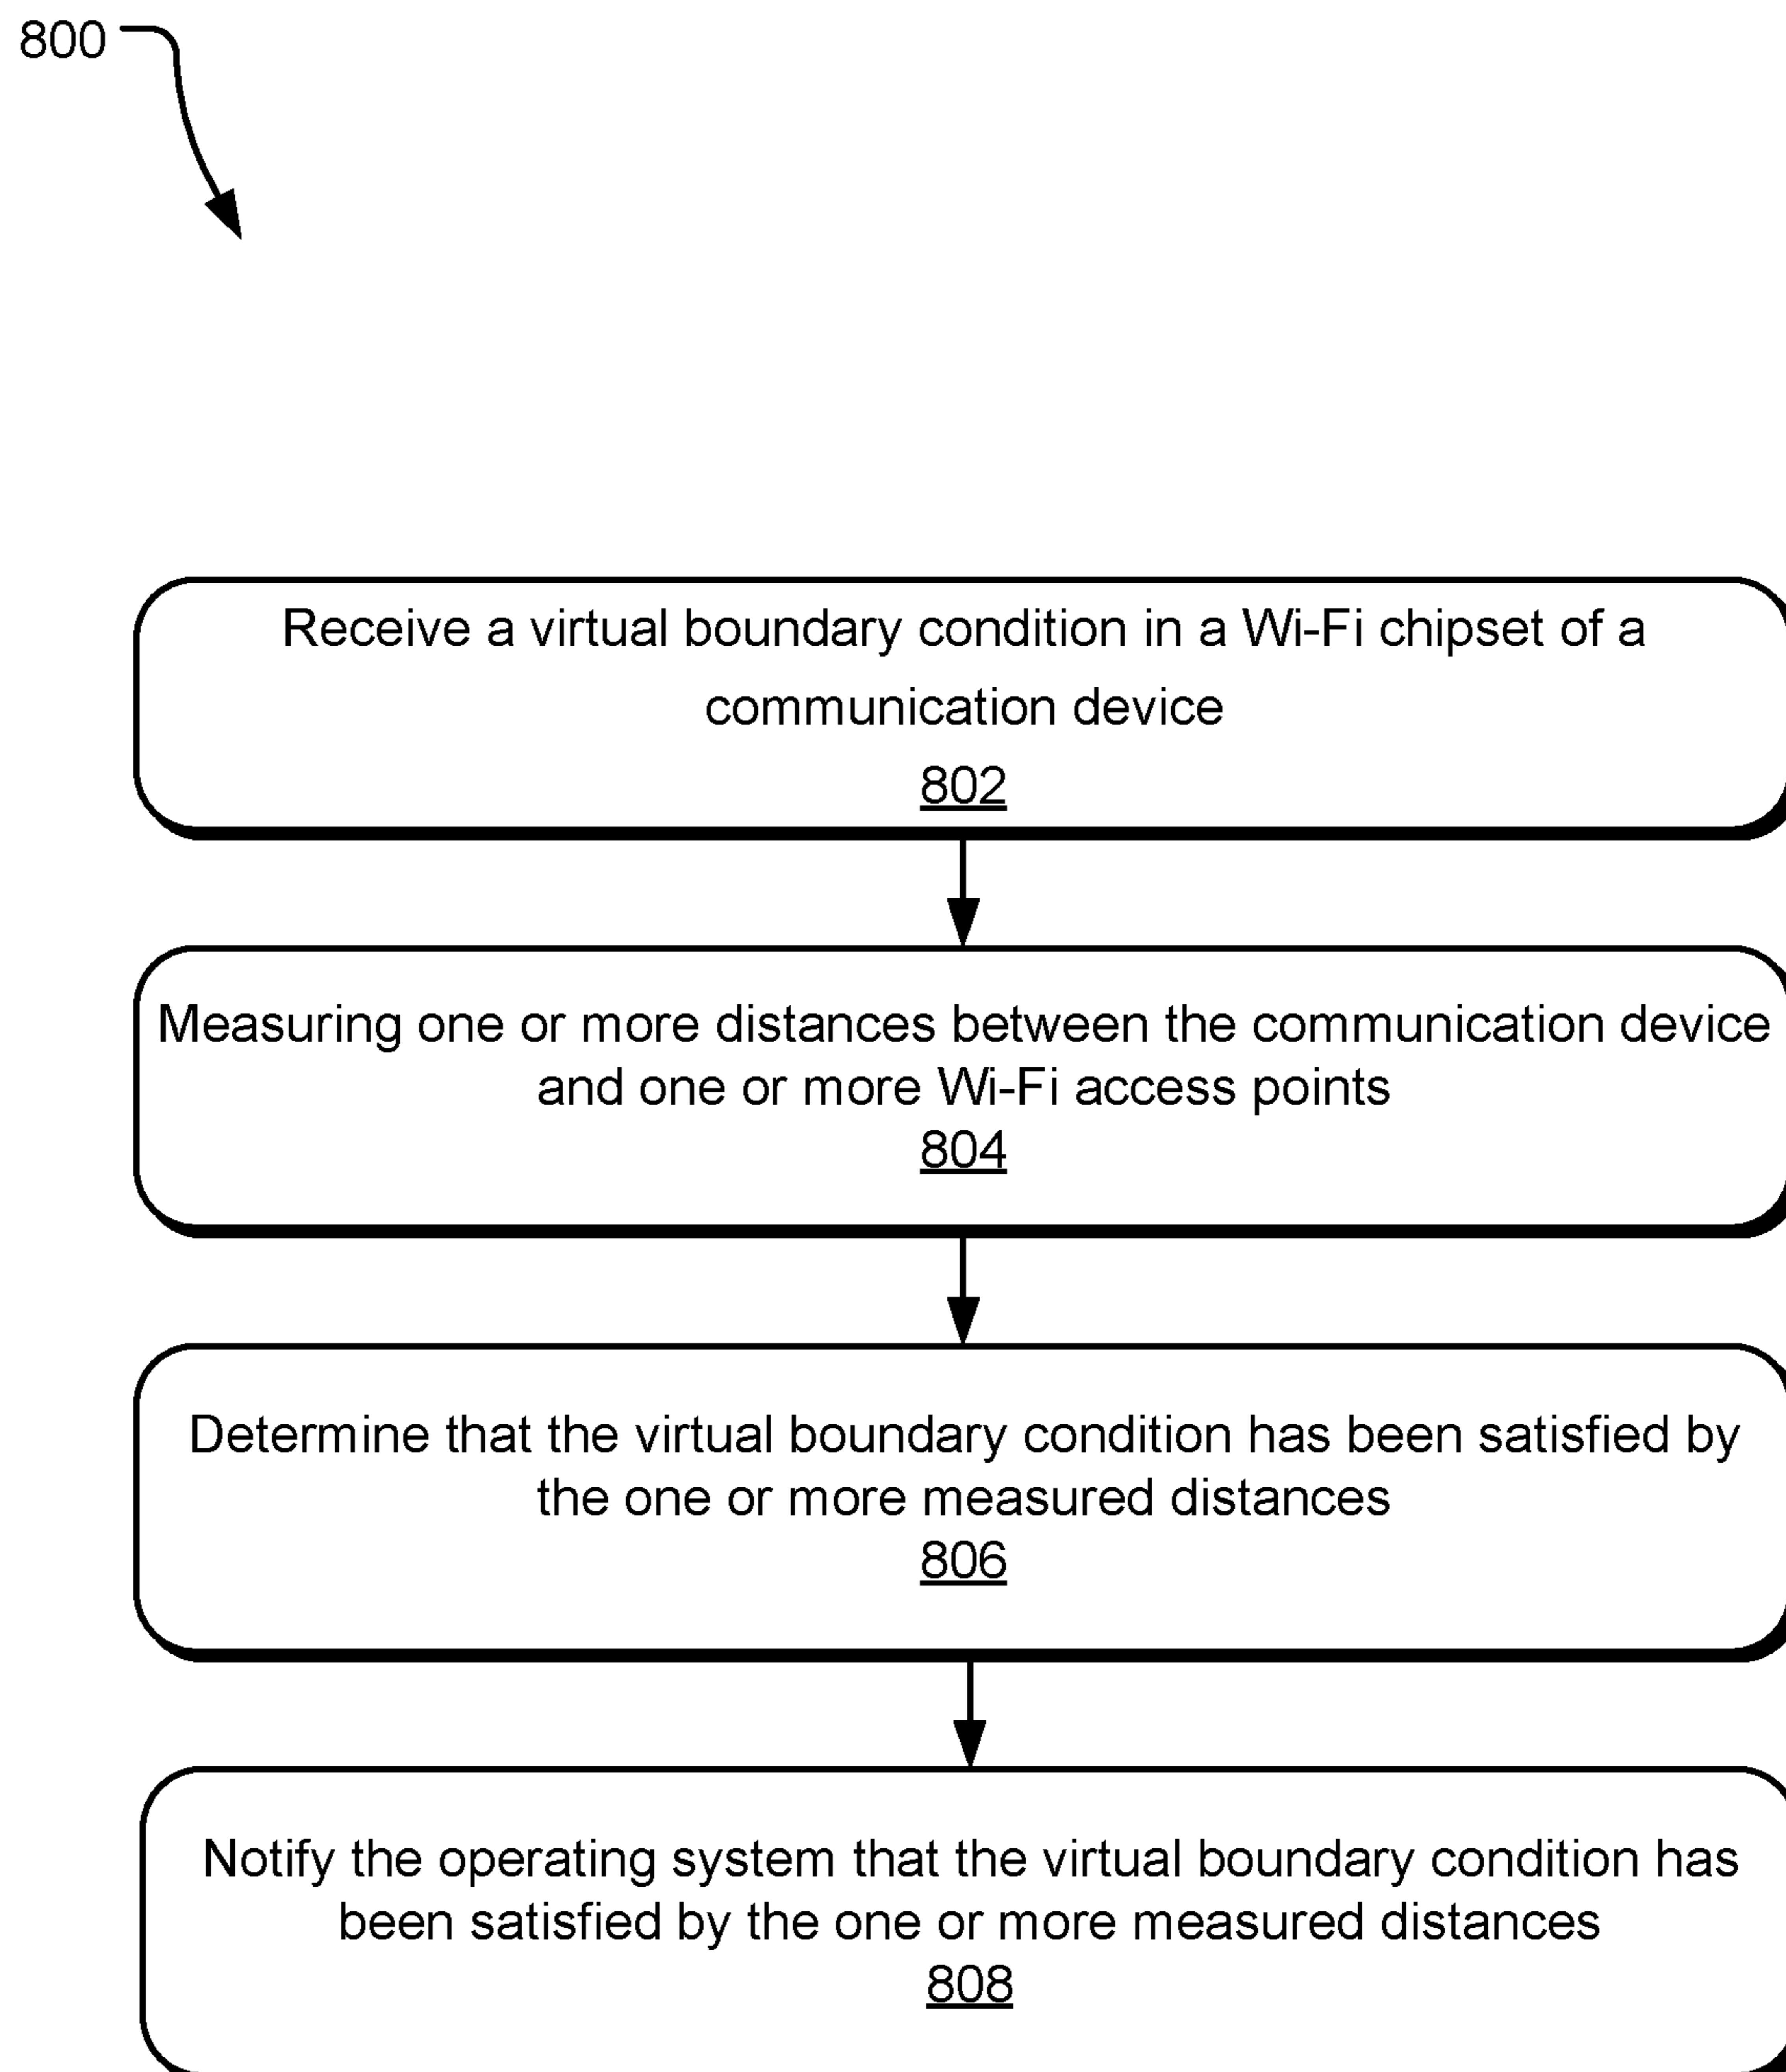 800
Receive a virtual boundary condition in a Wi-Fi chipset of a
communication device
802
Measuring one or more distances between the communication device
and one or more Wi-Fi access points
804
Determine that the virtual boundary condition has been satisfied by
the one or more measured distances
806
Notify the operating system that the virtual boundary condition has
been satisfied by the one or more measured distances
808